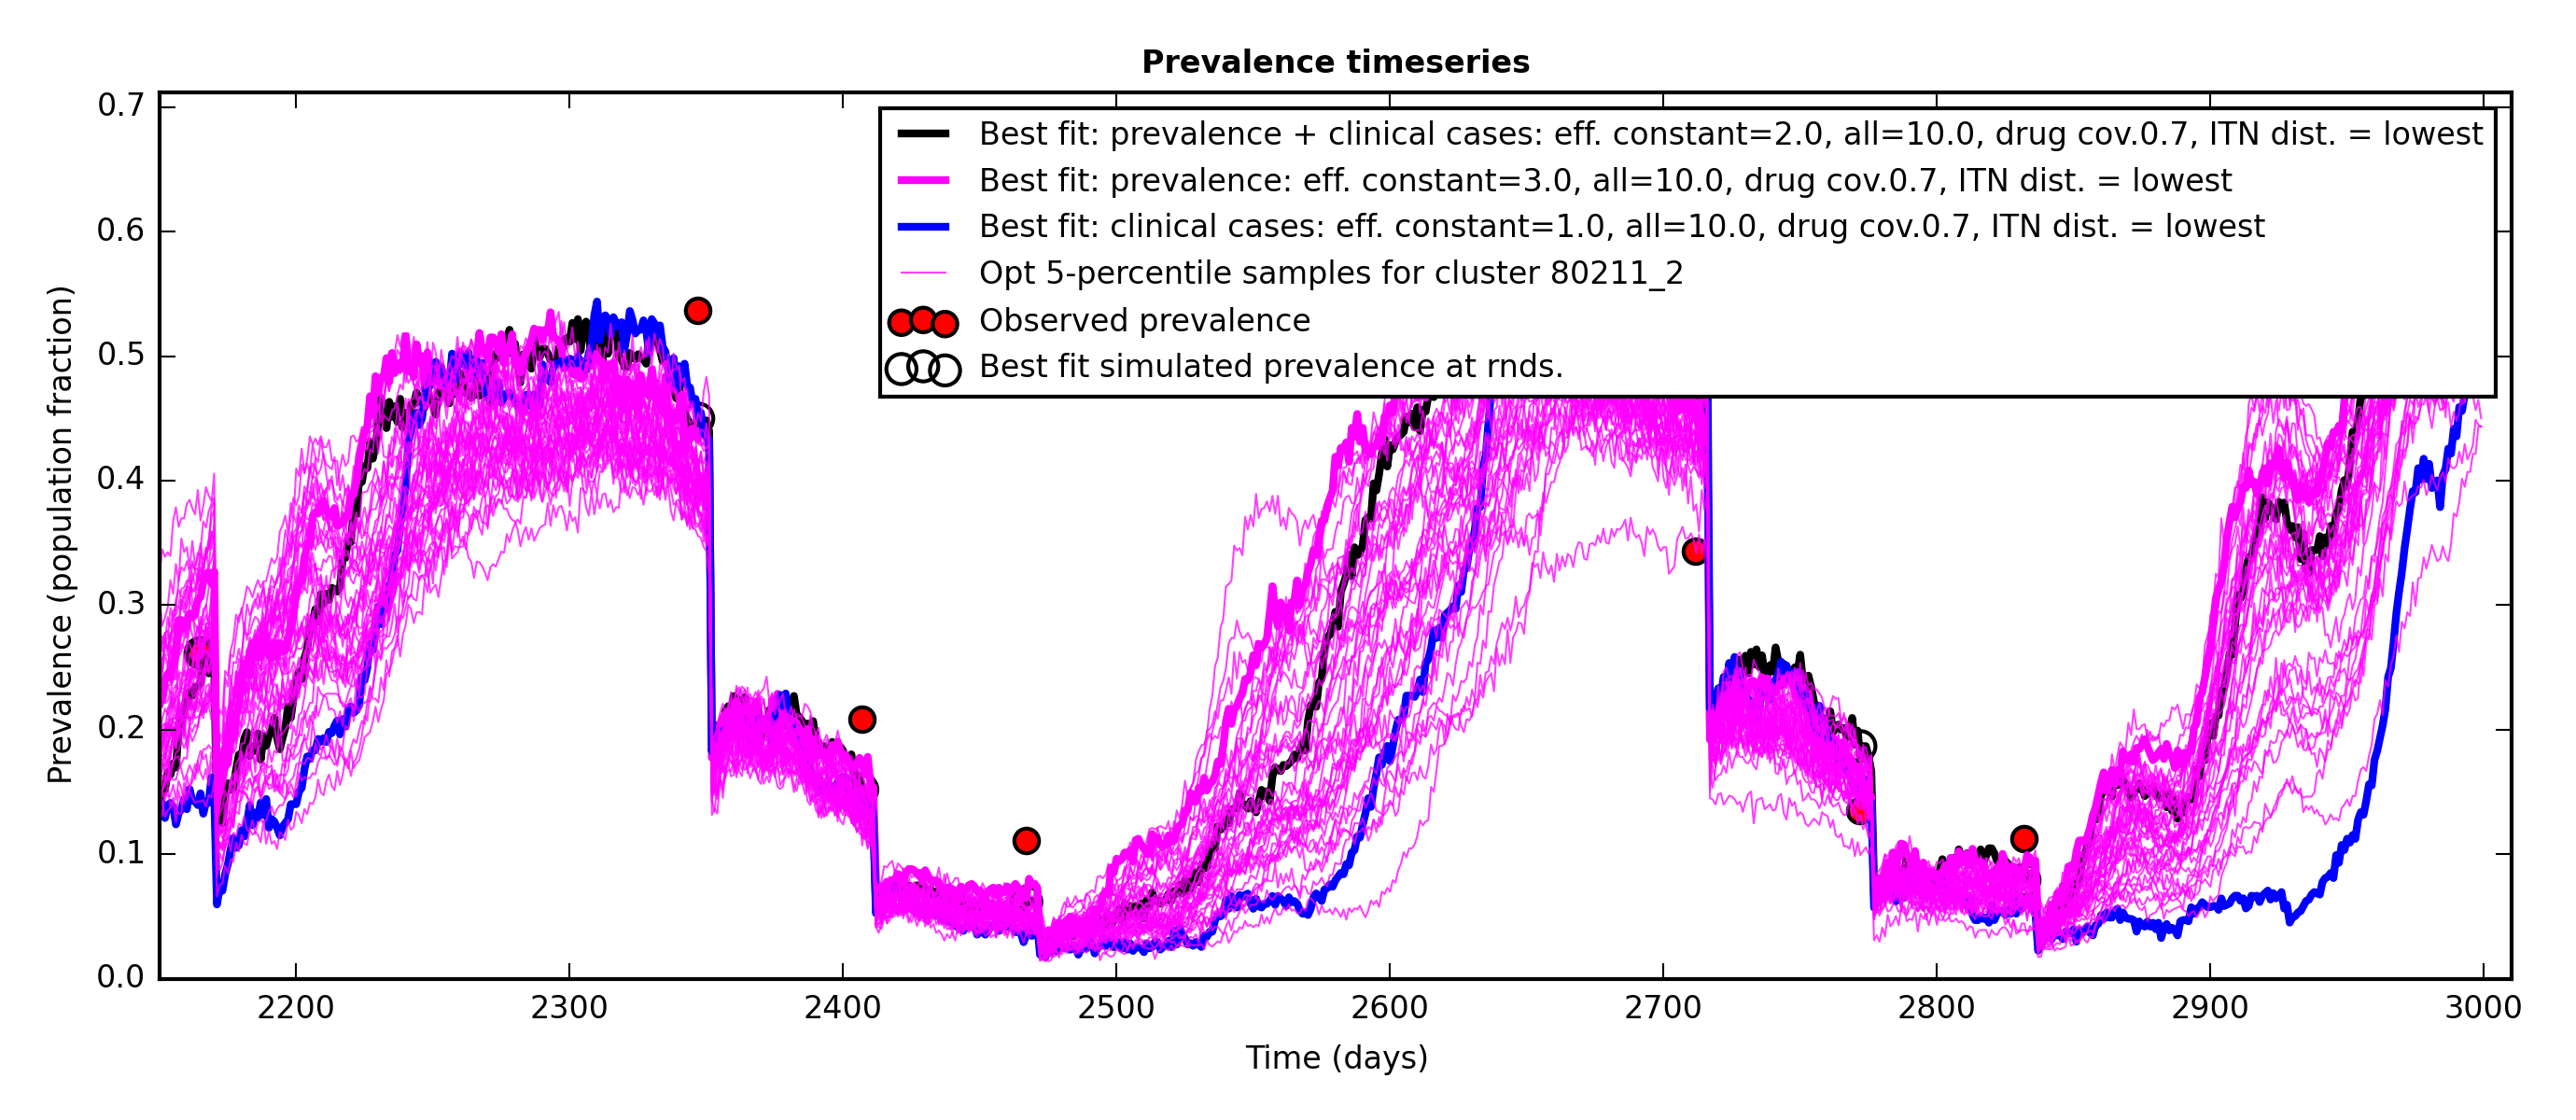 Prevalence timeseries
0.7
0.6
0.5
0.4
0.3
0.2
0.1
0.0
Prevalence (population fraction)
Best fit: prevalence + clinical cases: eff. constant=2.0, all=10.0, drug cov.0.7, ITN dist. = lowest
Best fit: prevalence: eff. constant=3.0, all=10.0, drug cov.0.7, ITN dist. = lowest
Best fit: clinical cases: eff. constant=1.0, all=10.0, drug cov.0.7, ITN dist. = lowest
Opt 5-percentile samples for cluster 80211_2
Observed prevalence
Best fit simulated prevalence at rnds.
2200 2300 2400 2500 2600 2700 2800 2900 3000
Time (days)